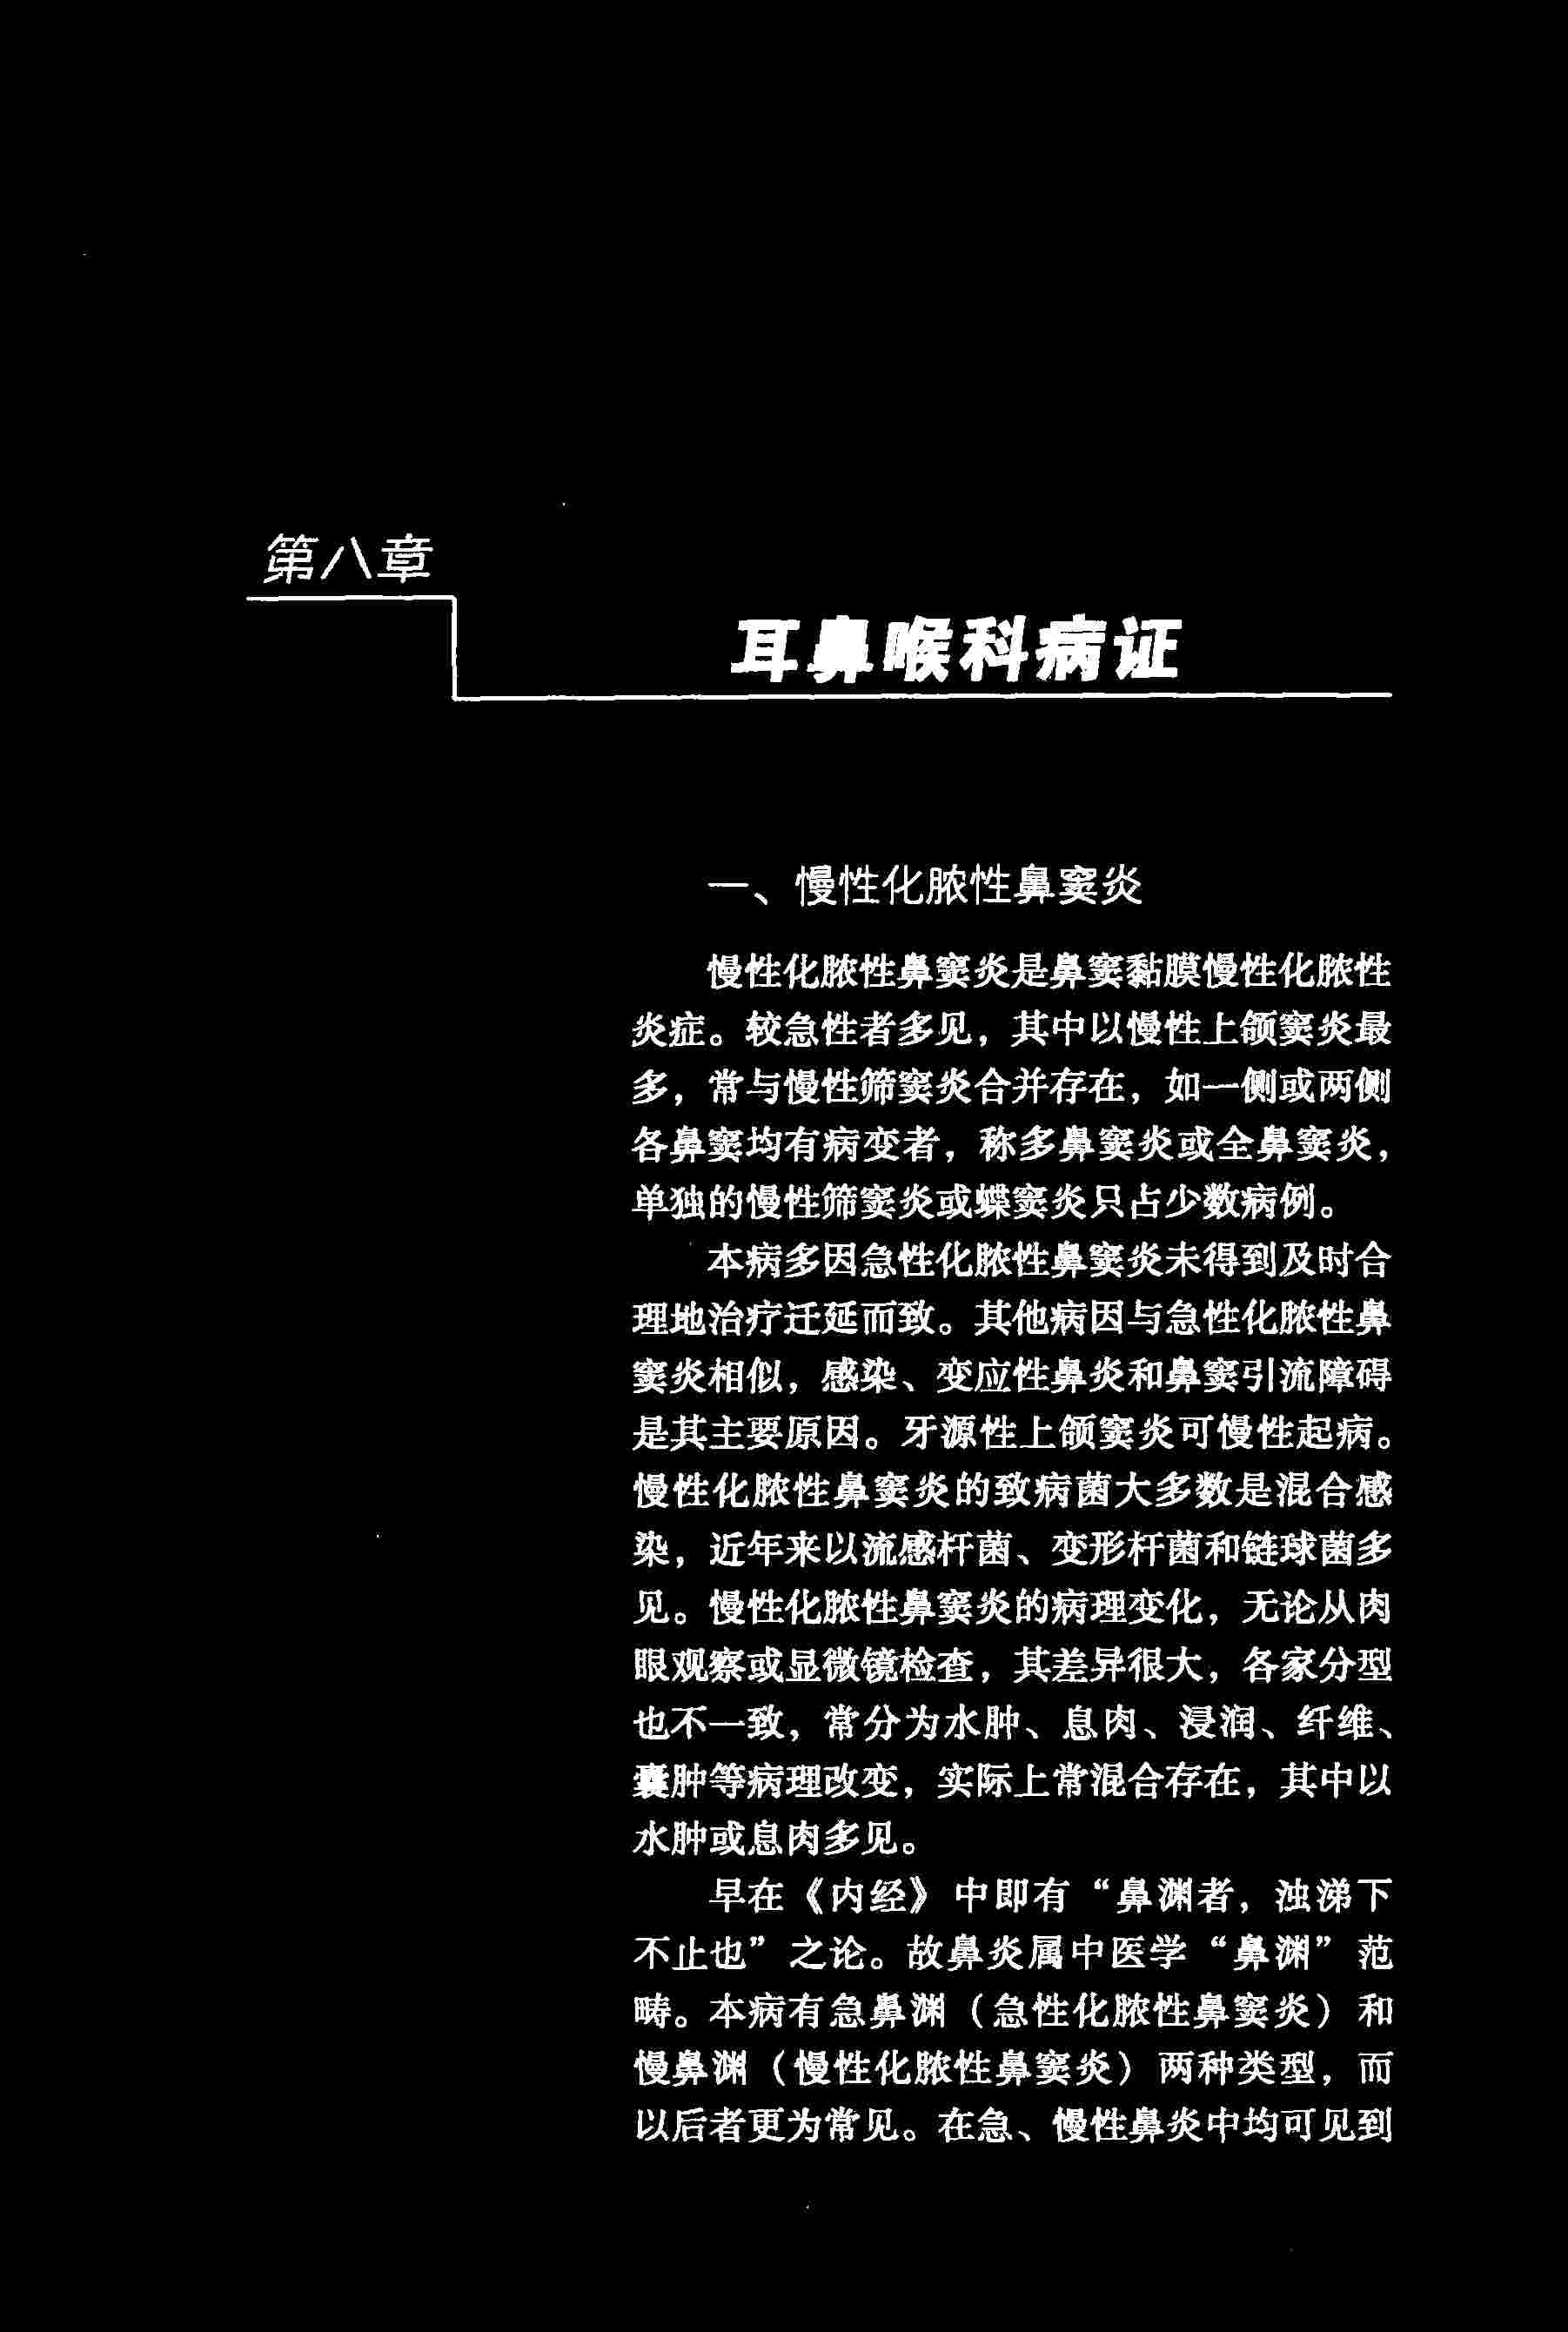 第八章
耳鼻喉科病证
一、慢性化脓性鼻窦炎
慢性化脓性鼻窦炎是鼻窦黏膜慢性化脓性
炎症。较急性者多见，其中以慢性上颌窦炎最
多，常与慢性筛窦炎合并存在，如一侧或两侧
各鼻窦均有病变者，称多鼻窦炎或全鼻窦炎，
单独的慢性筛窦炎或蝶窦炎只占少数病例。
本病多因急性化脓性鼻窦炎未得到及时合
理地治疗迁延而致。其他病因与急性化脓性鼻
窦炎相似，感染、变应性鼻炎和鼻窦引流障碍
是其主要原因。牙源性上颌窦炎可慢性起病。
慢性化脓性鼻窦炎的致病菌大多数是混合感
染，近年来以流感杆菌、变形杆菌和链球菌多
见。慢性化脓性鼻窦炎的病理变化，无论从肉
眼观察或显微镜检查，其差异很大，各家分型
也不一致，常分为水肿、息肉、浸润、纤维、
囊肿等病理改变，实际上常混合存在，其中以
水肿或息肉多见。
早在《内经》中即有“鼻渊者，浊涕下
不止也”之论。故鼻炎属中医学“鼻渊”范
畴。本病有急鼻渊（急性化脓性鼻窦炎）和
慢鼻渊（慢性化脓性鼻窦炎）两种类型，而
以后者更为常见。在急、慢性鼻炎中均可见到